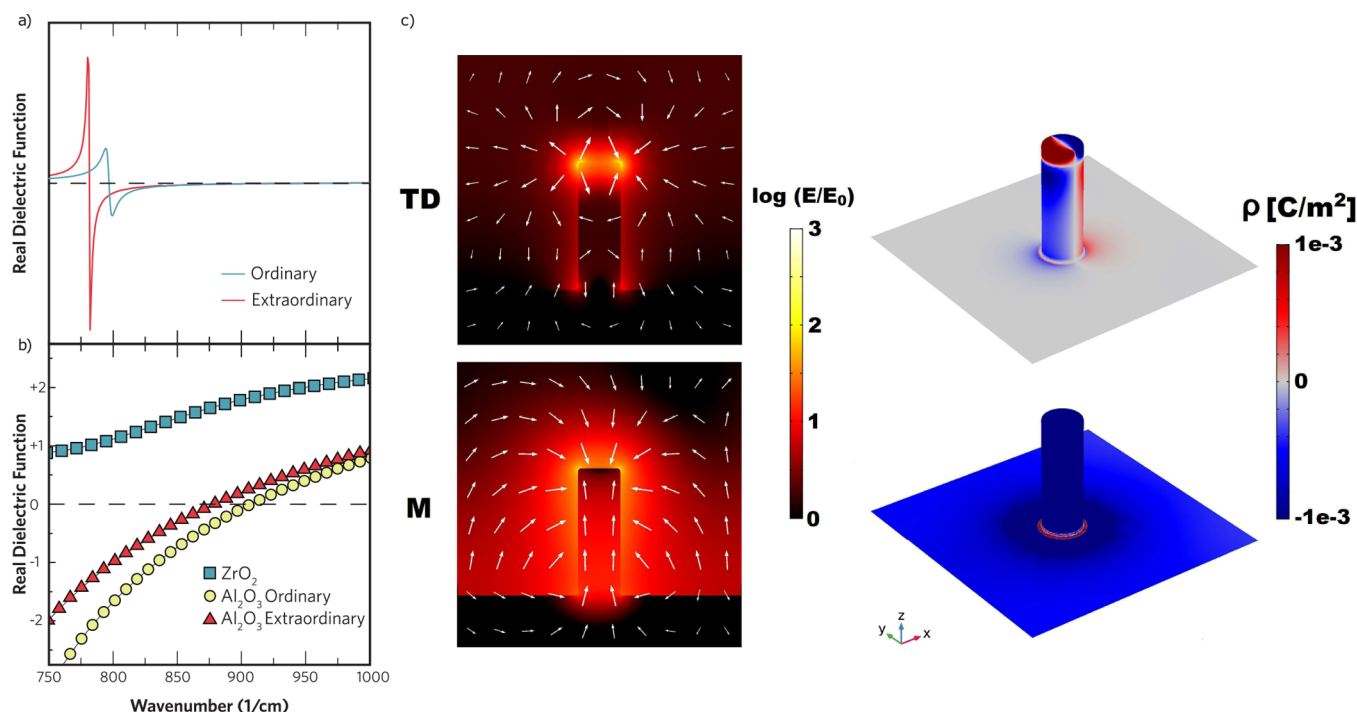 a)
Real Dielectric Function
Ordinary
Extraordinary
b)
Real Dielectric Function
+2
+1
0
-1
-2
ZrO₂
Al₂O₃ Ordinary
Al₂O₃ Extraordinary
750 800 850 900 950 1000
Wavenumber (1/cm)
c)
TD
M
log (E/E₀)
3
2
1
0
ρ [C/m²]
1e-3
0
-1e-3
z
y
x